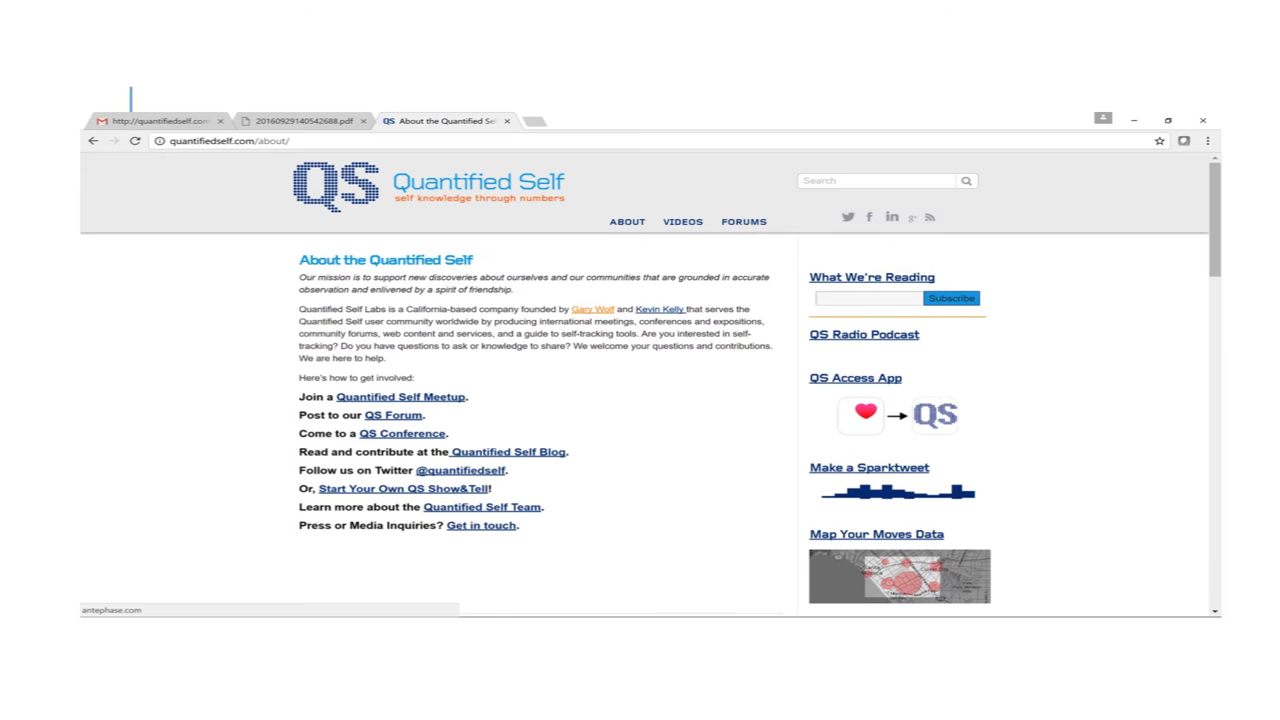 http://quantifiedself.com
20160929140542688.pdf
QS About the Quantified Se
quantifiedself.com/about/
QS
Quantified Self
self knowledge through numbers
Search
ABOUT VIDEOS FORUMS
About the Quantified Self
Our mission is to support new discoveries about ourselves and our communities that are grounded in accurate
observation and enlivened by a spirit of friendship.
Quantified Self Labs is a California-based company founded by Gary Wolf and Kevin Kelly that serves the
Quantified Self user community worldwide by producing international meetings, conferences and expositions,
community forums, web content and services, and a guide to self-tracking tools. Are you interested in self-
tracking? Do you have questions to ask or knowledge to share? We welcome your questions and contributions.
We are here to help.
Here's how to get involved:
Join a Quantified Self Meetup.
Post to our QS Forum.
Come to a QS Conference.
Read and contribute at the Quantified Self Blog.
Follow us on Twitter @quantifiedself.
Or, Start Your Own QS Show&Tell!
Learn more about the Quantified Self Team.
Press or Media Inquiries? Get in touch.
What We're Reading
Subscribe
QS Radio Podcast
QS Access App
QS
Make a Sparktweet
Map Your Moves Data
antephase.com